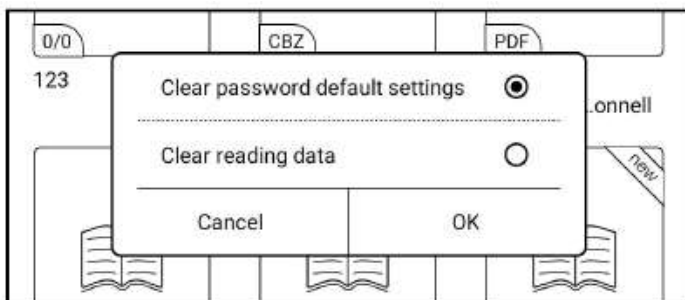 0/0
CBZ
PDF
123
...onnell
new
Clear password default settings
Clear reading data
Cancel
OK